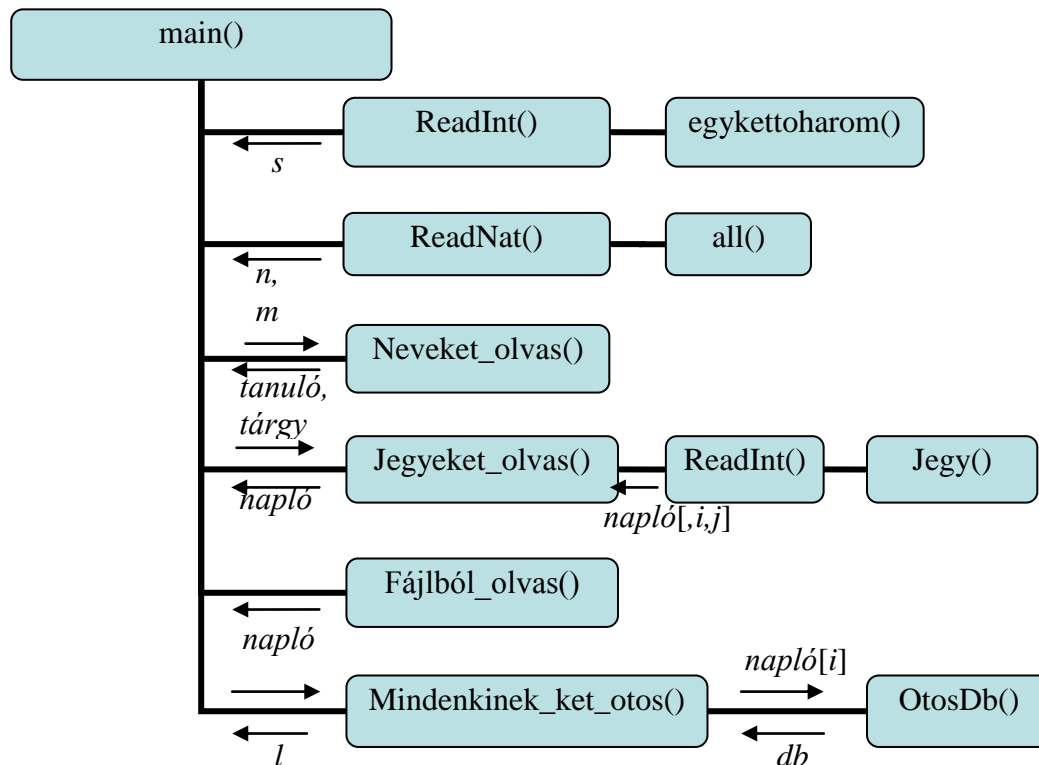 main()
ReadInt()
egykettoharom()
s
ReadNat()
all()
n,
m
Neveket_olvas()
tanuló,
tárgy
Jegyeket_olvas()
ReadInt()
Jegy()
napló
napló[,i,j]
Fájlból_olvas()
napló
napló[i]
Mindenkinek_ket_otos()
OtosDb()
l
db